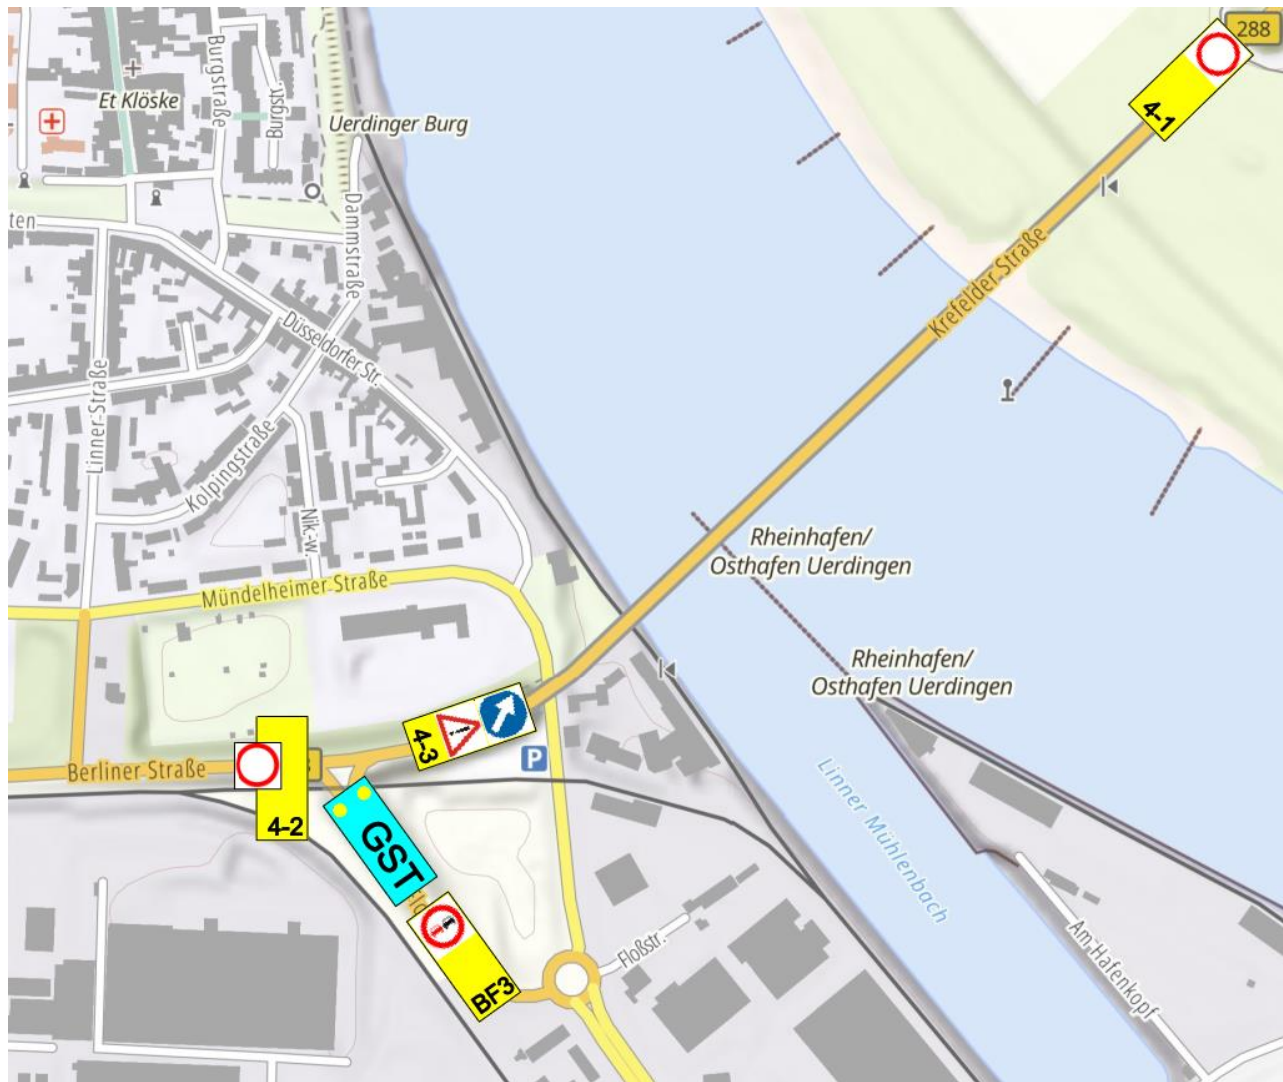 288
Burgstraße
Burgstr.
Et Klöske
Uerdinger Burg
4-1
ten
Dammstraße
Krefelder Straße
Düsseldorfer Str.
Linner-Straße
Kolpingstraße
Nik.-w.
Rheinhafen/
Osthafen Uerdingen
Mündelheimer Straße
Rheinhafen/
Osthafen Uerdingen
4-3
P
Berliner Straße
4-2
GST
Linner Mühlenbach
BF3
Floßstr.
Am Hafenkopf